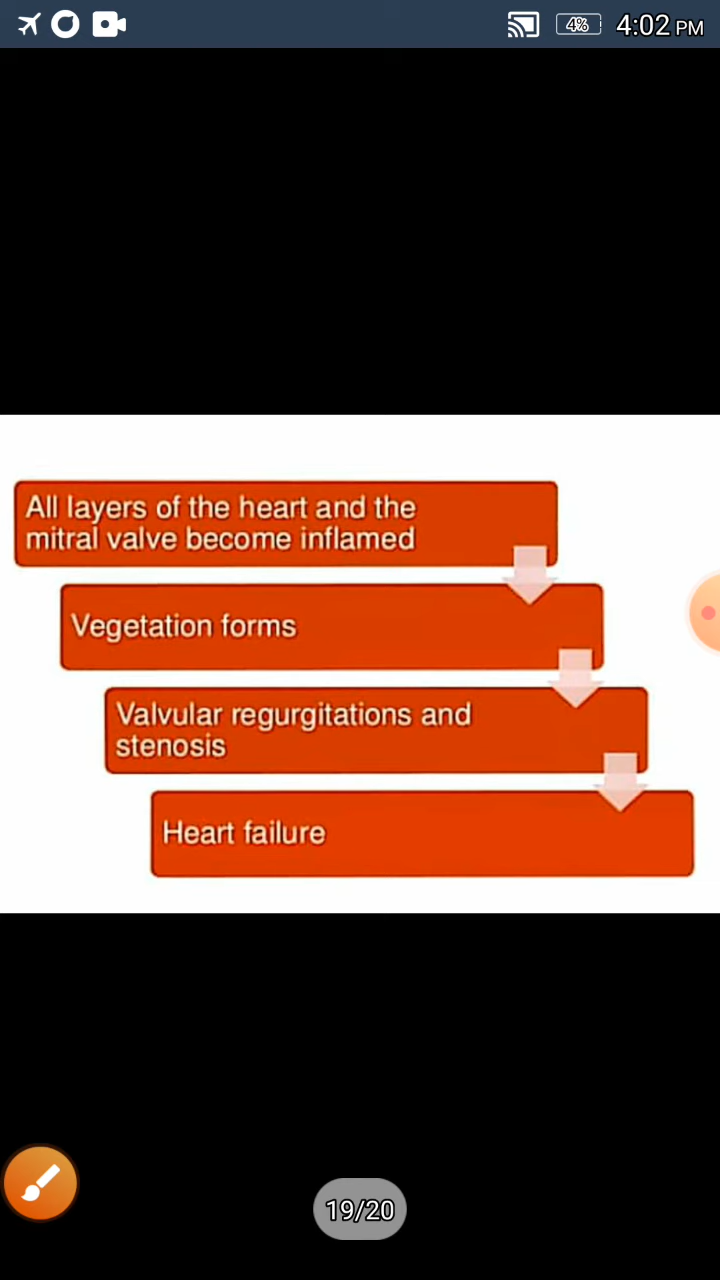 4%
4:02 PM
All layers of the heart and the
mitral valve become inflamed
Vegetation forms
Valvular regurgitations and
stenosis
Heart failure
19/20